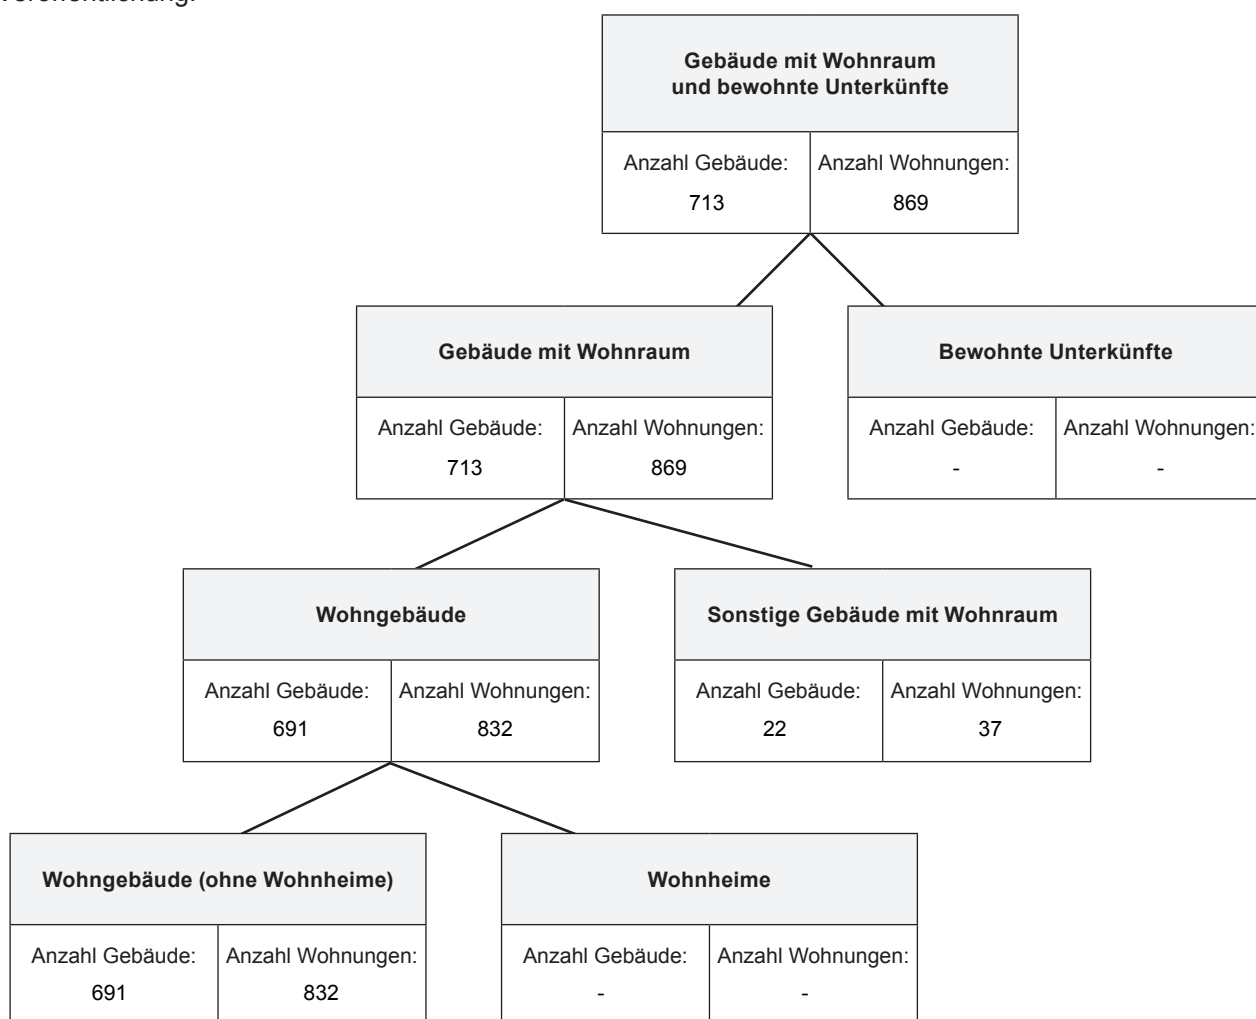 Veröffentlichung.
Gebäude mit Wohnraum
und bewohnte Unterkünfte
Anzahl Gebäude: Anzahl Wohnungen:
713 869
Gebäude mit Wohnraum
Anzahl Gebäude: Anzahl Wohnungen:
713 869
Bewohnte Unterkünfte
Anzahl Gebäude: Anzahl Wohnungen:
- -
Wohngebäude
Anzahl Gebäude: Anzahl Wohnungen:
691 832
Sonstige Gebäude mit Wohnraum
Anzahl Gebäude: Anzahl Wohnungen:
22 37
Wohngebäude (ohne Wohnheime)
Anzahl Gebäude: Anzahl Wohnungen:
691 832
Wohnheime
Anzahl Gebäude: Anzahl Wohnungen:
- -